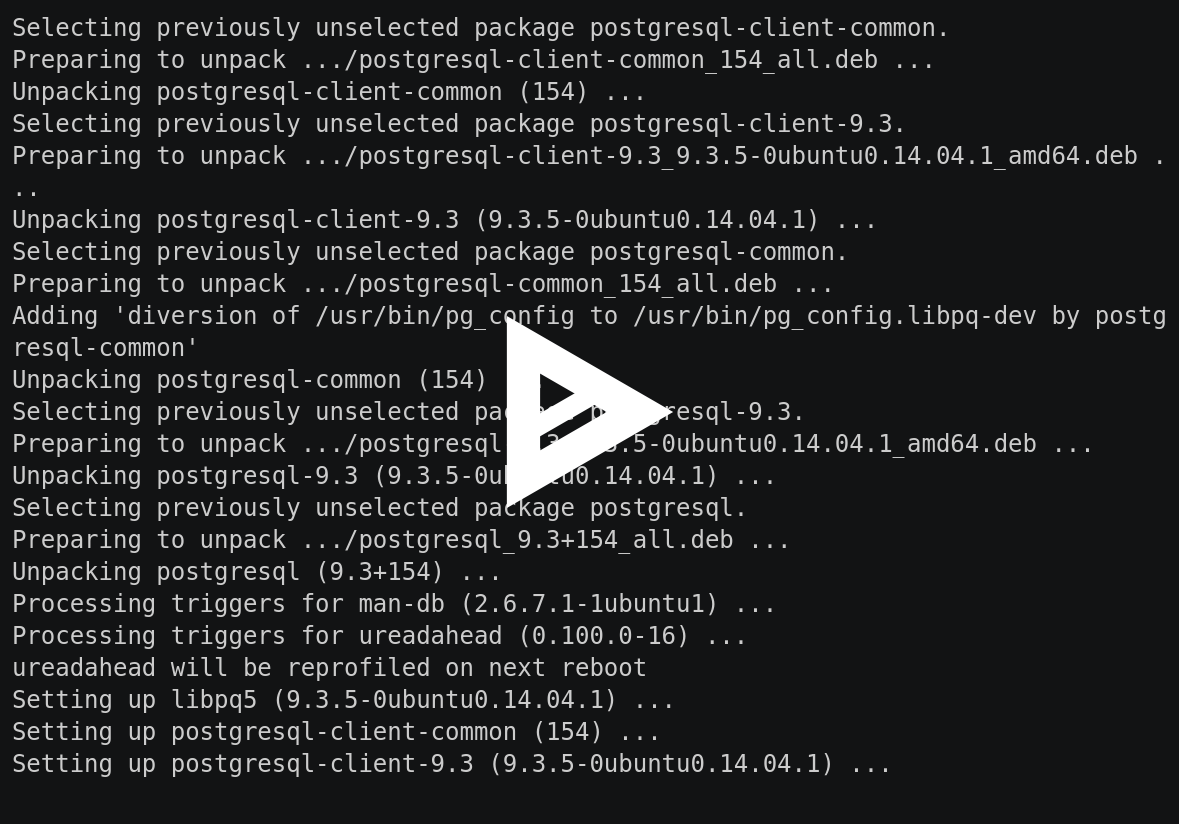 Selecting previously unselected package postgresql-client-common.
Preparing to unpack .../postgresql-client-common_154_all.deb ...
Unpacking postgresql-client-common (154) ...
Selecting previously unselected package postgresql-client-9.3.
Preparing to unpack .../postgresql-client-9.3_9.3.5-0ubuntu0.14.04.1_amd64.deb .
..
Unpacking postgresql-client-9.3 (9.3.5-0ubuntu0.14.04.1) ...
Selecting previously unselected package postgresql-common.
Preparing to unpack .../postgresql-common_154_all.deb ...
Adding 'diversion of /usr/bin/pg_config to /usr/bin/pg_config.libpq-dev by postg
resql-common'
Unpacking postgresql-common (154)
Selecting previously unselected package postgresql-9.3.
Preparing to unpack .../postgresql-9.3_9.3.5-0ubuntu0.14.04.1_amd64.deb ...
Unpacking postgresql-9.3 (9.3.5-0ubuntu0.14.04.1) ...
Selecting previously unselected package postgresql.
Preparing to unpack .../postgresql_9.3+154_all.deb ...
Unpacking postgresql (9.3+154) ...
Processing triggers for man-db (2.6.7.1-1ubuntu1) ...
Processing triggers for ureadahead (0.100.0-16) ...
ureadahead will be reprofiled on next reboot
Setting up libpq5 (9.3.5-0ubuntu0.14.04.1) ...
Setting up postgresql-client-common (154) ...
Setting up postgresql-client-9.3 (9.3.5-0ubuntu0.14.04.1) ...